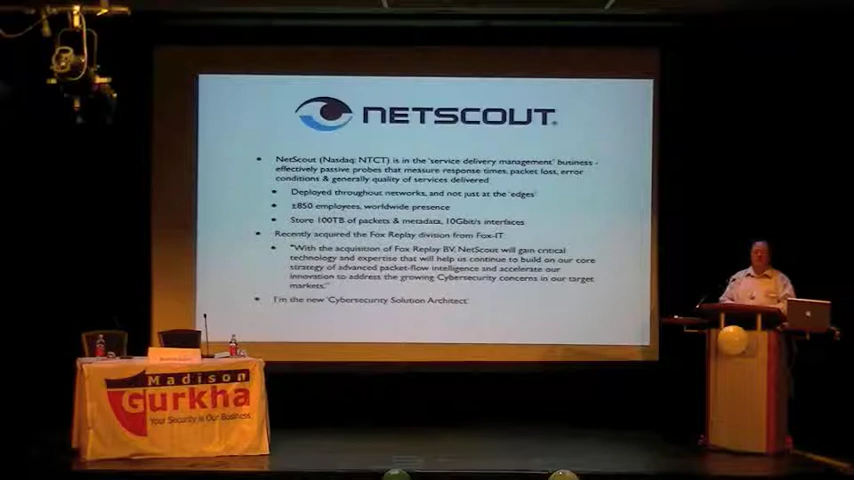 NETSCOUT.
• NetScout (Nasdaq: NTCT) is in the 'service delivery management' business -
effectively passive probes that measure response times, packet loss, error
conditions & generally quality of services delivered
• Deployed throughout networks, and not just at the 'edges'
• ±850 employees, worldwide presence
• Store 100TB of packets & metadata, 10Gbit/s interfaces
• Recently acquired the Fox Replay division from Fox-IT
• "With the acquisition of Fox Replay BV, NetScout will gain critical
technology and expertise that will help us continue to build on our core
strategy of advanced packet-flow intelligence and accelerate our
innovation to address the growing Cybersecurity concerns in our target
markets."
• I'm the new 'Cybersecurity Solution Architect'
Madison
Gurkha
Your Security is Our Business